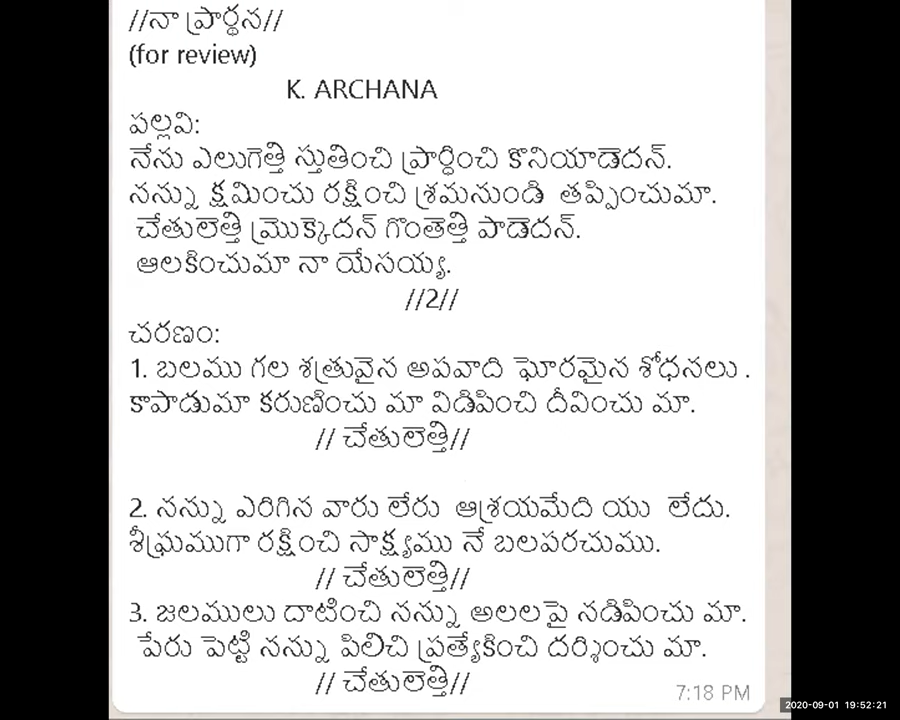 //నా ప్రార్థన//
(for review)
K. ARCHANA
పల్లవి:
నేను ఎలుగెత్తి స్తుతించి ప్రార్ధించి కొనియాడెదన్.
నన్ను క్షమించు రక్షించి శ్రమనుండి తప్పించుమా.
చేతులెత్తి మ్రొక్కెదన్ గొంతెత్తి పాడెదన్.
ఆలకించుమా నా యేసయ్య.
//2//
చరణం:
1. బలము గల శత్రువైన అపవాది ఘోరమైన శోధనలు .
కాపాడుమా కరుణించు మా విడిపించి దీవించు మా.
// చేతులెత్తి//
2. నన్ను ఎరిగిన వారు లేరు ఆశ్రయమేది యు లేదు.
శీఘ్రముగా రక్షించి సాక్ష్యము నే బలపరచుము.
// చేతులెత్తి//
3. జలములు దాటించి నన్ను అలలపై నడిపించు మా.
పేరు పెట్టి నన్ను పిలిచి ప్రత్యేకించి దర్శించు మా.
// చేతులెత్తి//
7:18 PM
2020-09-01 19:52:21